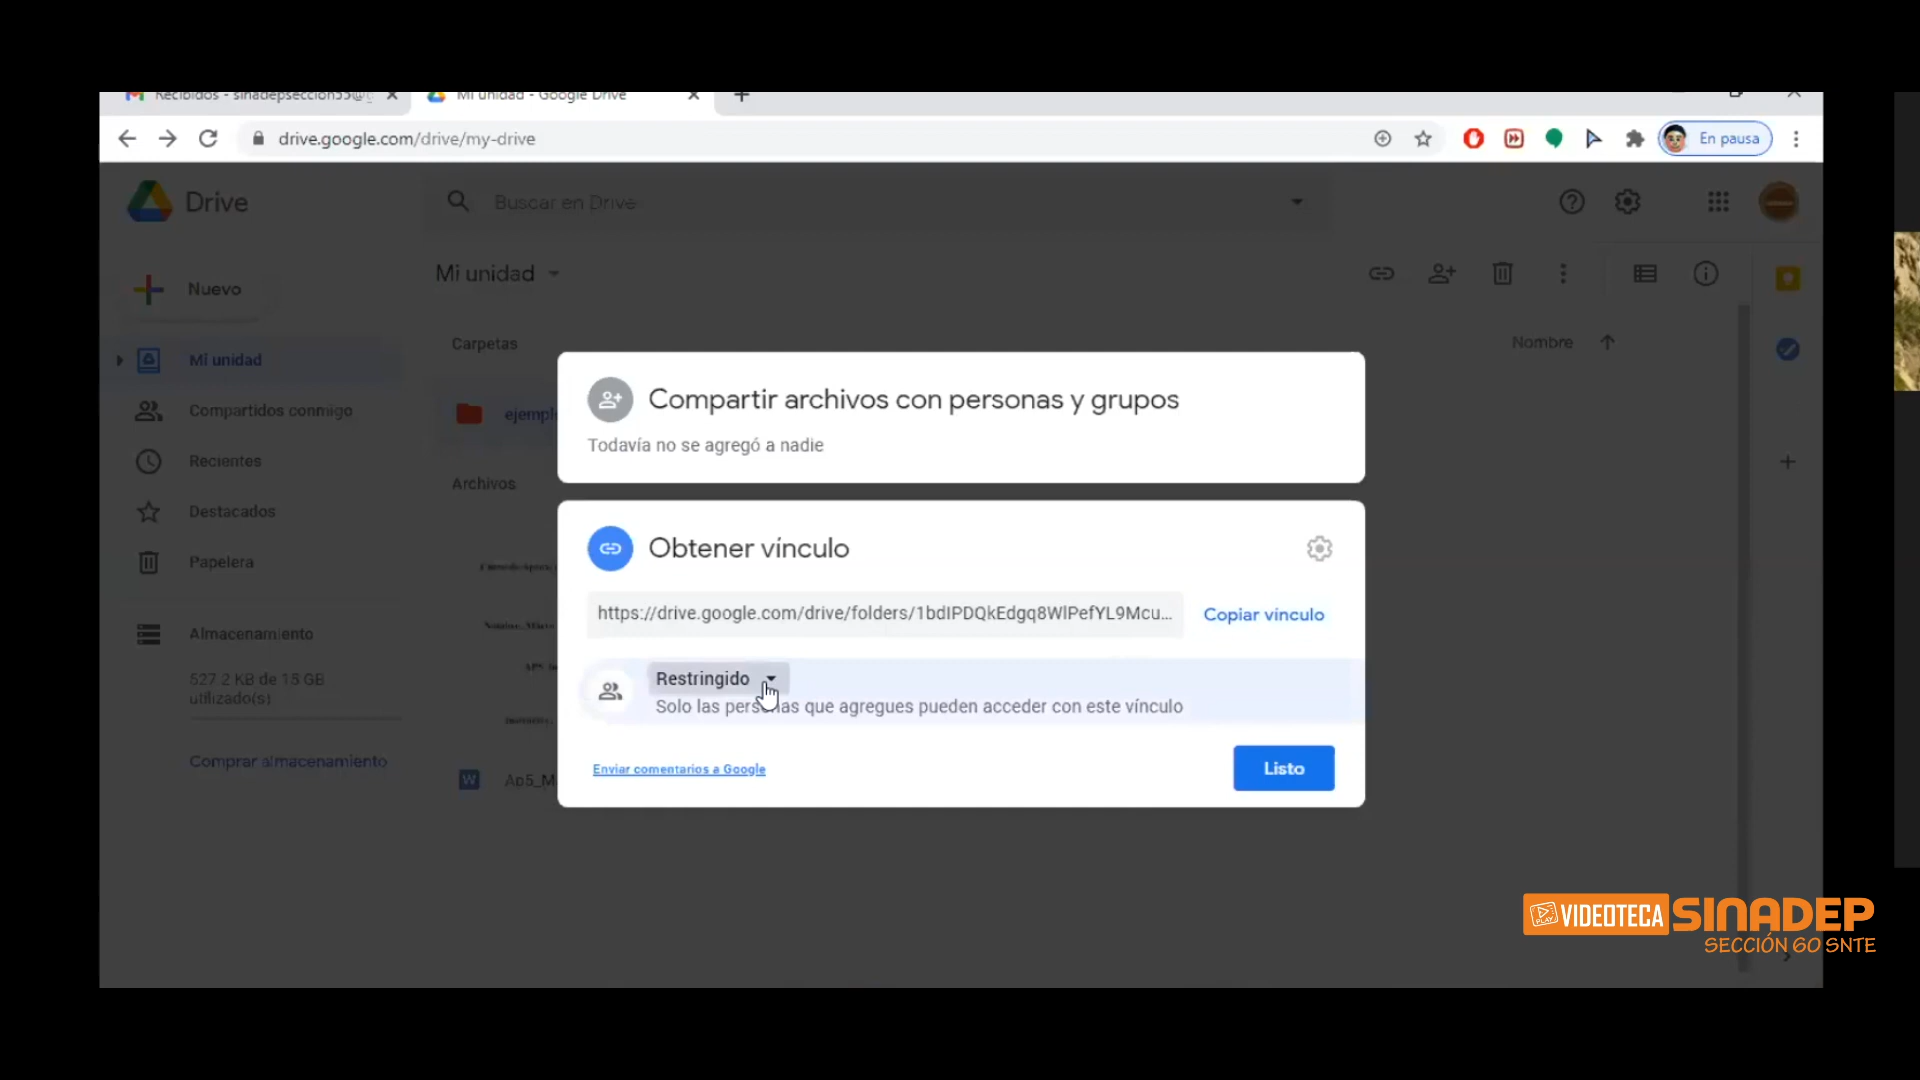 Recibidos - sinadepseccion55@g
Mi unidad - Google Drive
drive.google.com/drive/my-drive
En pausa
Drive
Buscar en Drive
Mi unidad
Nuevo
Nombre
Mi unidad
Carpetas
Compartidos conmigo
ejemplo
Recientes
Archivos
Destacados
Papelera
Almacenamiento
527.2 KB de 15 GB
utilizado(s)
Comprar almacenamiento
W
Ap5_M
Compartir archivos con personas y grupos
Todavía no se agregó a nadie
Obtener vínculo
https://drive.google.com/drive/folders/1bdIPDQkEdgq8WlPefYL9Mcu...
Copiar vínculo
Restringido
Solo las personas que agregues pueden acceder con este vínculo
Enviar comentarios a Google
Listo
PLAY
VIDEOTECA SINADEP
SECCIÓN 60 SNTE